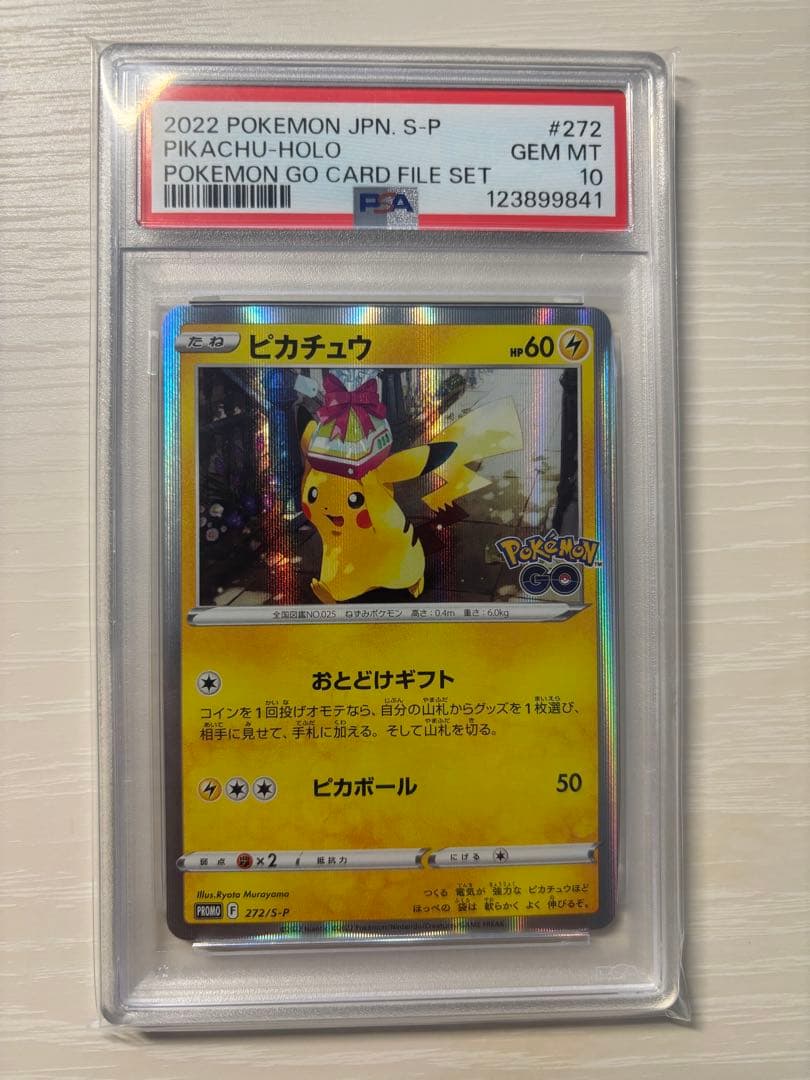 2022 POKEMON JPN. S-P #272
PIKACHU-HOLO GEM MT
POKEMON GO CARD FILE SET 10
PSA 123899841
たね ピカチュウ HP60
Pokémon
GO
全国図鑑NO.025 ねずみポケモン 高さ:0.4m 重さ:6.0kg
おとどけギフト
コインを1回投げオモテなら、自分の山札からグッズを1枚選び、
相手に見せて、手札に加える。そして山札を切る。
ピカボール 50
弱点 ×2 抵抗力 にげる
Illus.Ryota Murayama
つくる 電気が 強力な ピカチュウほど
ほっぺの 袋は 軟らかく よく 伸びるぞ。
PROMO F 272/S-P